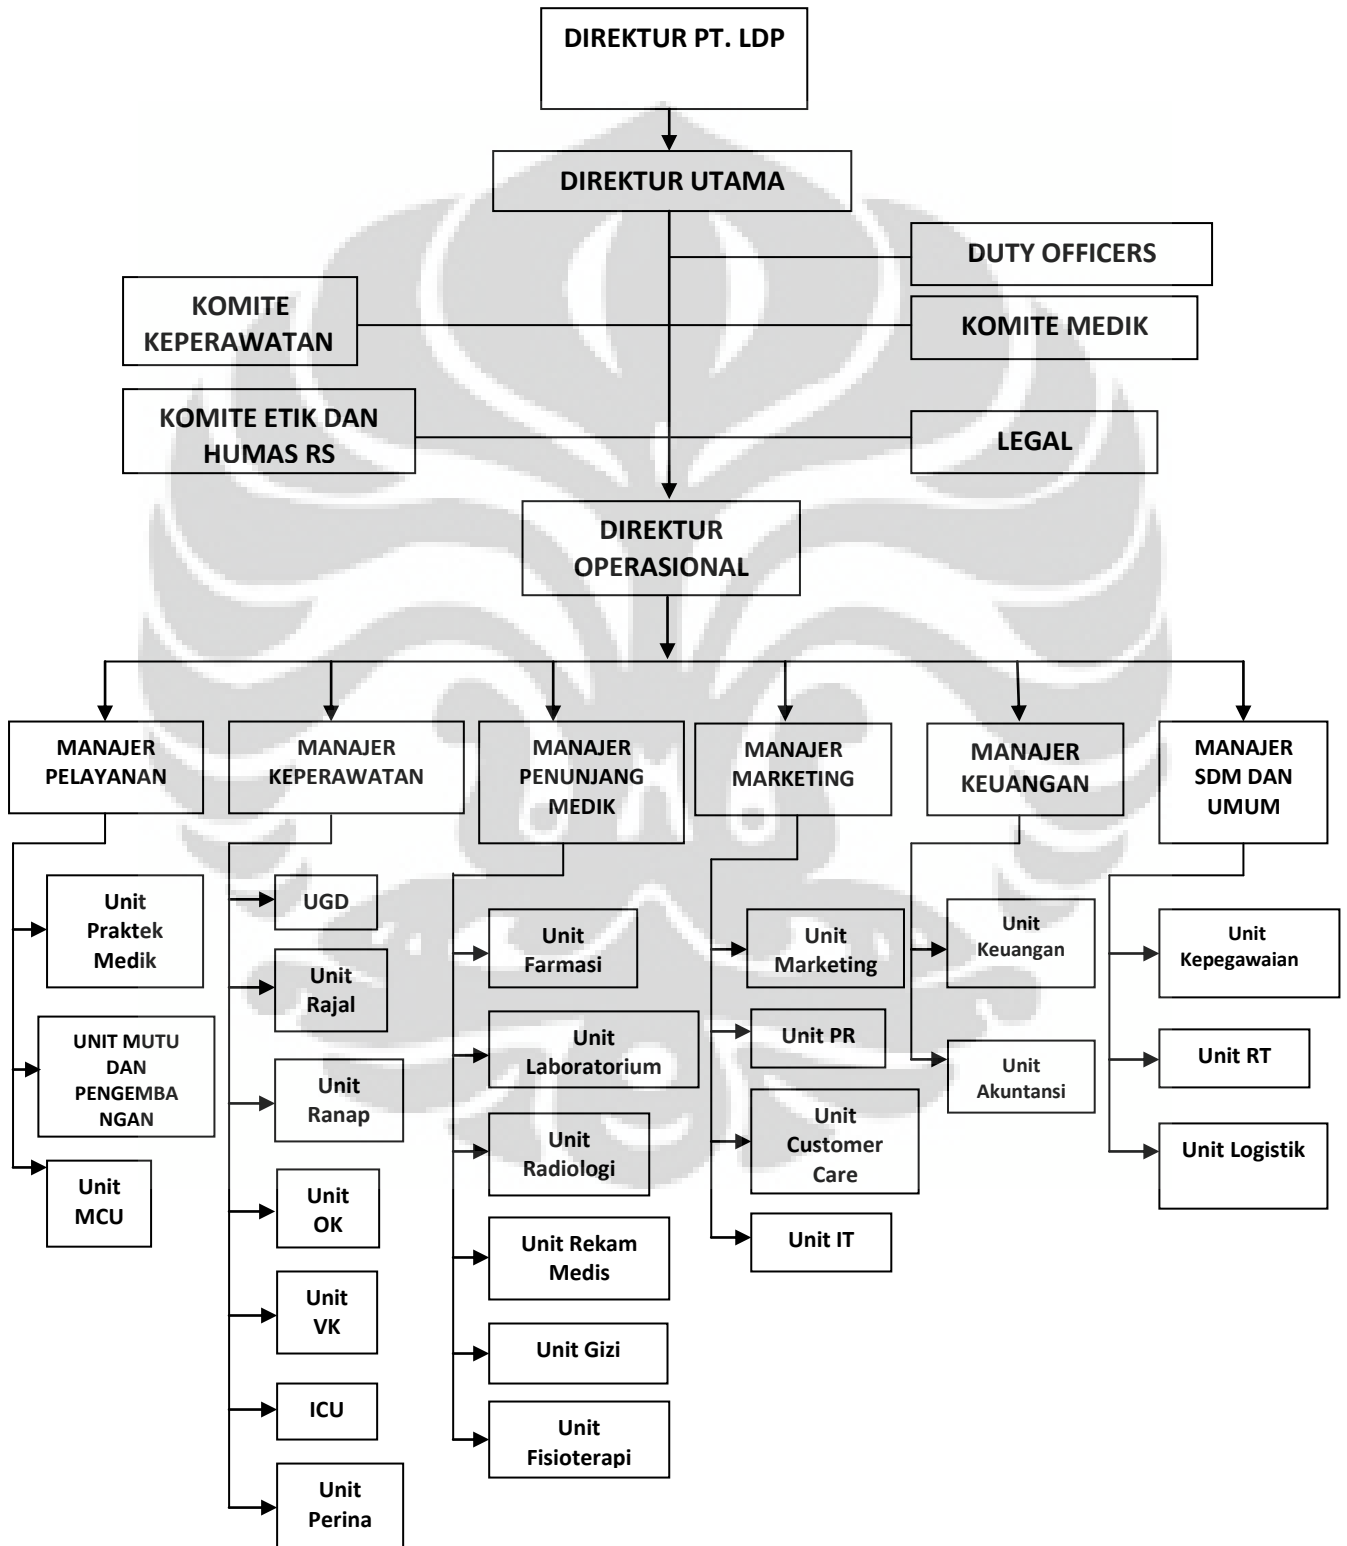 DIREKTUR PT. LDP
DIREKTUR UTAMA
DUTY OFFICERS
KOMITE
KEPERAWATAN
KOMITE MEDIK
KOMITE ETIK DAN
HUMAS RS
LEGAL
DIREKTUR
OPERASIONAL
MANAJER
PELAYANAN
MANAJER
KEPERAWATAN
MANAJER
PENUNJANG
MEDIK
MANAJER
MARKETING
MANAJER
KEUANGAN
MANAJER
SDM DAN
UMUM
Unit
Praktek
Medik
UNIT MUTU
DAN
PENGEMBA
NGAN
Unit
MCU
UGD
Unit
Rajal
Unit
Ranap
Unit
OK
Unit
VK
ICU
Unit
Perina
Unit
Farmasi
Unit
Laboratorium
Unit
Radiologi
Unit Rekam
Medis
Unit Gizi
Unit
Fisioterapi
Unit
Marketing
Unit PR
Unit
Customer
Care
Unit IT
Unit
Keuangan
Unit
Akuntansi
Unit
Kepegawaian
Unit RT
Unit Logistik